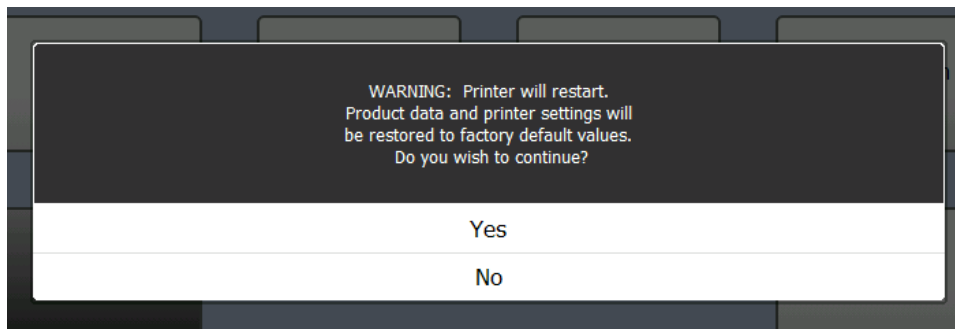 WARNING: Printer will restart.
Product data and printer settings will
be restored to factory default values.
Do you wish to continue?
Yes
No